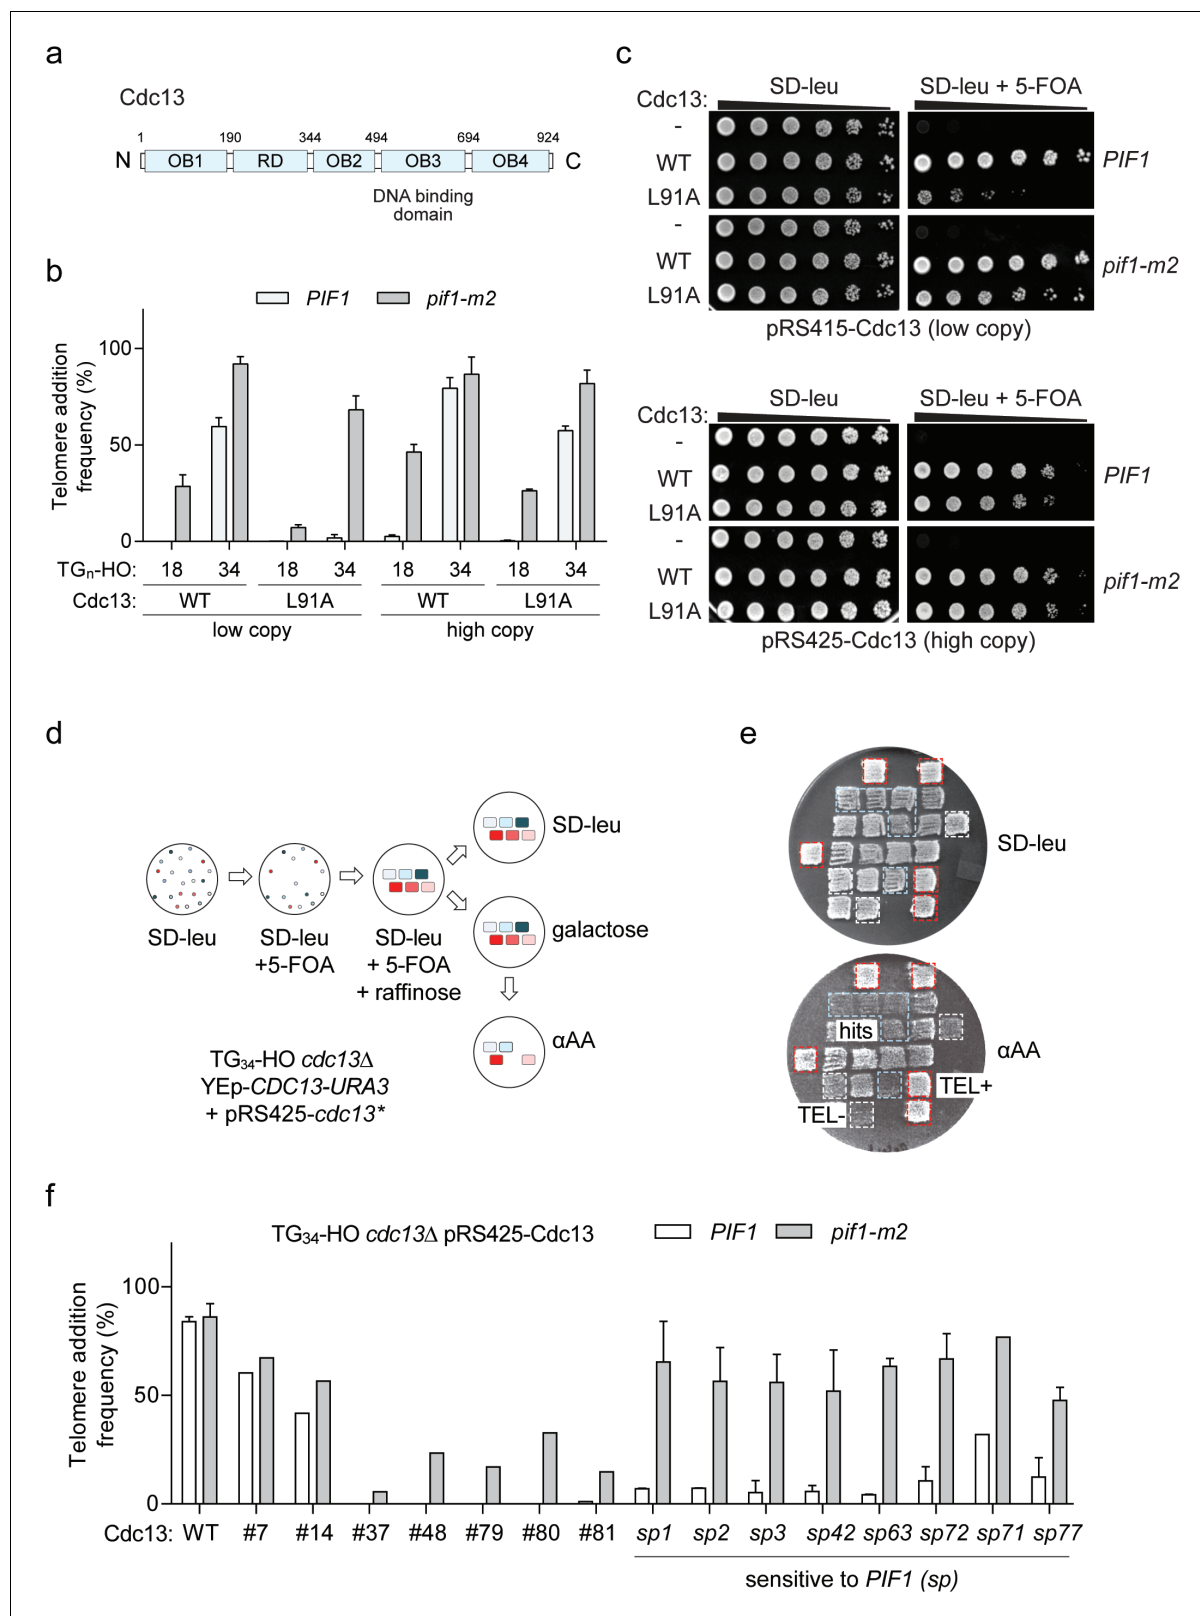 a
Cdc13
1 190 344 494 694 924
N OB1 RD OB2 OB3 OB4 C
DNA binding
domain
b
PIF1 pif1-m2
Telomere addition
frequency (%)
100
50
0
TGn-HO: 18 34 18 34 18 34 18 34
Cdc13: WT L91A WT L91A
low copy high copy
c
SD-leu SD-leu + 5-FOA
Cdc13:
-
WT
L91A
PIF1
-
WT
L91A
pif1-m2
pRS415-Cdc13 (low copy)
SD-leu SD-leu + 5-FOA
Cdc13:
-
WT
L91A
PIF1
-
WT
L91A
pif1-m2
pRS425-Cdc13 (high copy)
d
SD-leu
SD-leu
+5-FOA
SD-leu
+ 5-FOA
+ raffinose
SD-leu
galactose
αAA
TG34-HO cdc13Δ
YEp-CDC13-URA3
+ pRS425-cdc13*
e
SD-leu
hits
αAA
TEL+
TEL-
f
TG34-HO cdc13Δ pRS425-Cdc13 PIF1 pif1-m2
Telomere addition
frequency (%)
100
50
0
Cdc13: WT #7 #14 #37 #48 #79 #80 #81 sp1 sp2 sp3 sp42 sp63 sp72 sp71 sp77
sensitive to PIF1 (sp)